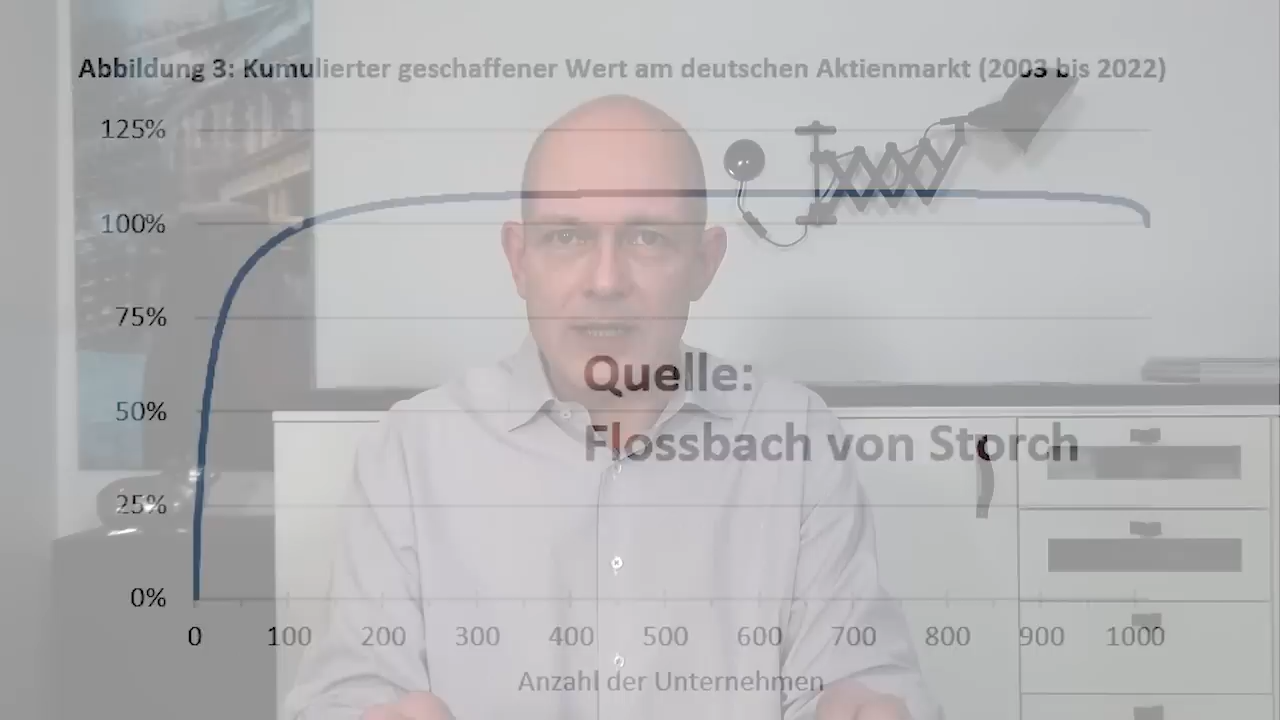 Abbildung 3: Kumulierter geschaffener Wert am deutschen Aktienmarkt (2003 bis 2022)
125%
100%
75%
50%
25%
0%
0 100 200 300 400 500 600 700 800 900 1000
Anzahl der Unternehmen
Quelle:
Flossbach von Storch